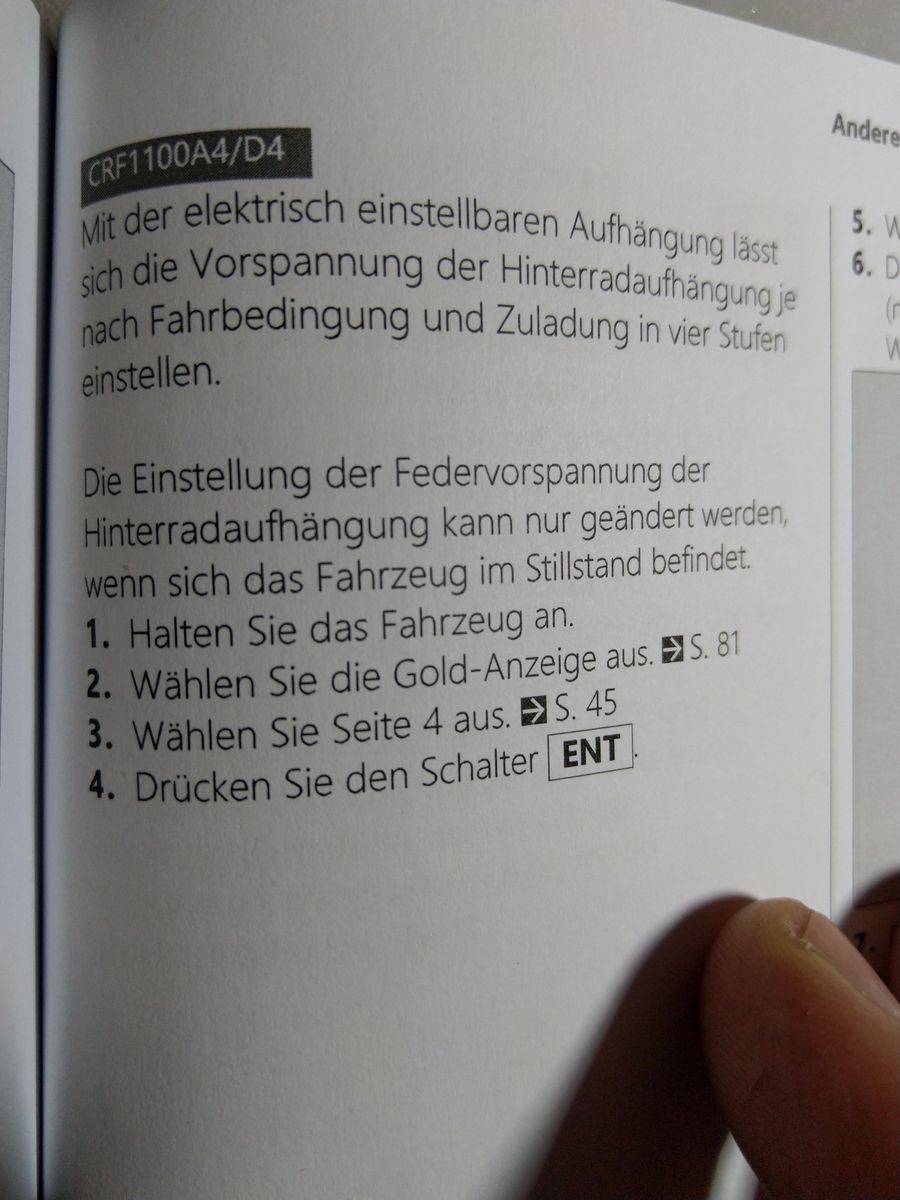 CRF1100A4/D4
Mit der elektrisch einstellbaren Aufhängung lässt
sich die Vorspannung der Hinterradaufhängung je
nach Fahrbedingung und Zuladung in vier Stufen
einstellen.
Die Einstellung der Federvorspannung der
Hinterradaufhängung kann nur geändert werden,
wenn sich das Fahrzeug im Stillstand befindet.
1. Halten Sie das Fahrzeug an.
2. Wählen Sie die Gold-Anzeige aus. ➔ S. 81
3. Wählen Sie Seite 4 aus. ➔ S. 45
4. Drücken Sie den Schalter ENT.
Andere
5. W
6. D
(n
W
7.